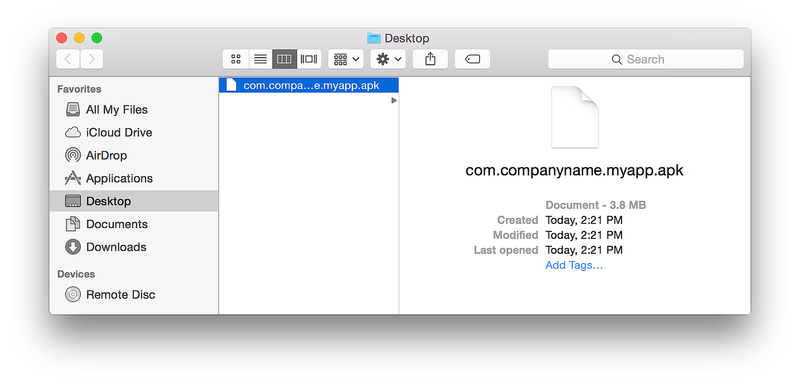 Desktop
Search
Favorites
All My Files
iCloud Drive
AirDrop
Applications
Desktop
Documents
Downloads
Devices
Remote Disc
com.compa...e.myapp.apk
com.companyname.myapp.apk
Document - 3.8 MB
Created Today, 2:21 PM
Modified Today, 2:21 PM
Last opened Today, 2:21 PM
Add Tags...